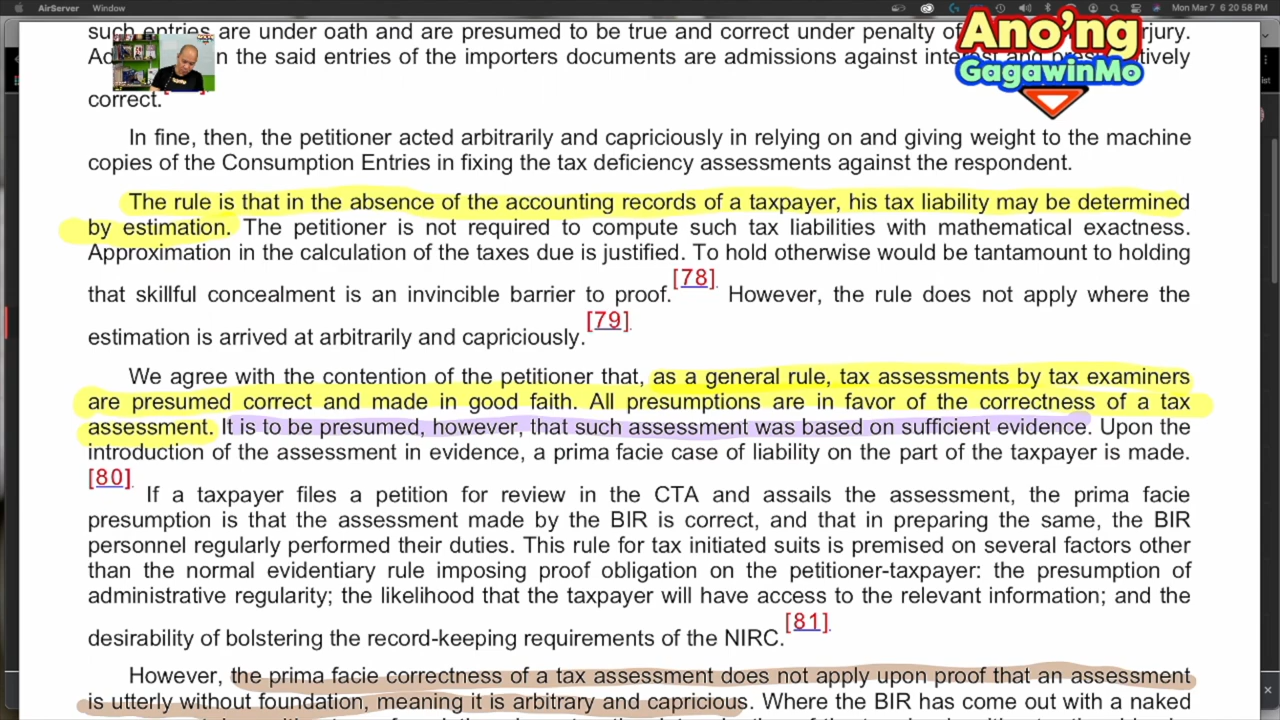 AirServer Window
Mon Mar 7 6:20:58 PM
such entries are under oath and are presumed to be true and correct under penalty of jury.
Ano'ng
GagawinMo
n the said entries of the importers documents are admissions against tively
correct.
In fine, then, the petitioner acted arbitrarily and capriciously in relying on and giving weight to the machine
copies of the Consumption Entries in fixing the tax deficiency assessments against the respondent.
The rule is that in the absence of the accounting records of a taxpayer, his tax liability may be determined
by estimation. The petitioner is not required to compute such tax liabilities with mathematical exactness.
Approximation in the calculation of the taxes due is justified. To hold otherwise would be tantamount to holding
that skillful concealment is an invincible barrier to proof.[78] However, the rule does not apply where the
estimation is arrived at arbitrarily and capriciously.[79]
We agree with the contention of the petitioner that, as a general rule, tax assessments by tax examiners
are presumed correct and made in good faith. All presumptions are in favor of the correctness of a tax
assessment. It is to be presumed, however, that such assessment was based on sufficient evidence. Upon the
introduction of the assessment in evidence, a prima facie case of liability on the part of the taxpayer is made.
[80]
If a taxpayer files a petition for review in the CTA and assails the assessment, the prima facie
presumption is that the assessment made by the BIR is correct, and that in preparing the same, the BIR
personnel regularly performed their duties. This rule for tax initiated suits is premised on several factors other
than the normal evidentiary rule imposing proof obligation on the petitioner-taxpayer: the presumption of
administrative regularity; the likelihood that the taxpayer will have access to the relevant information; and the
desirability of bolstering the record-keeping requirements of the NIRC.[81]
However, the prima facie correctness of a tax assessment does not apply upon proof that an assessment
is utterly without foundation, meaning it is arbitrary and capricious. Where the BIR has come out with a naked